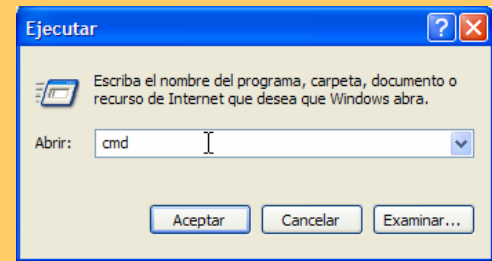 Ejecutar
Escriba el nombre del programa, carpeta, documento o
recurso de Internet que desea que Windows abra.
Abrir: cmd
Aceptar Cancelar Examinar...